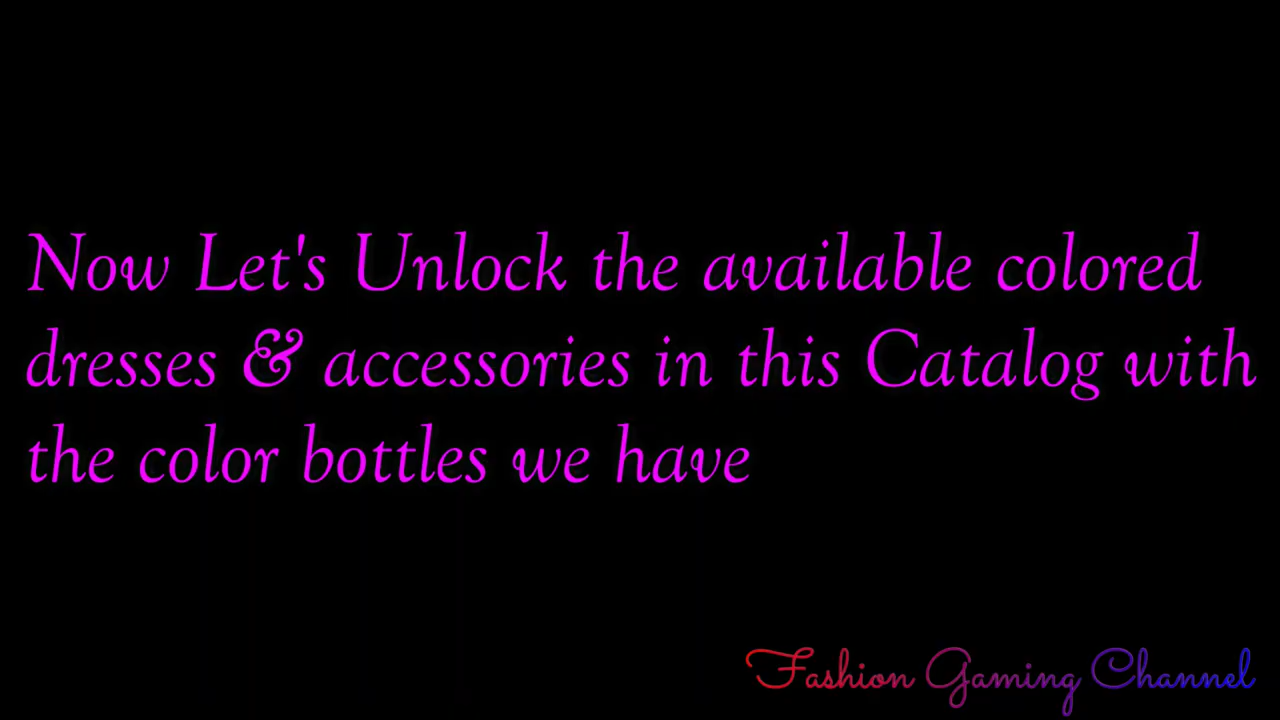 Now Let's Unlock the available colored
dresses & accessories in this Catalog with
the color bottles we have
Fashion Gaming Channel